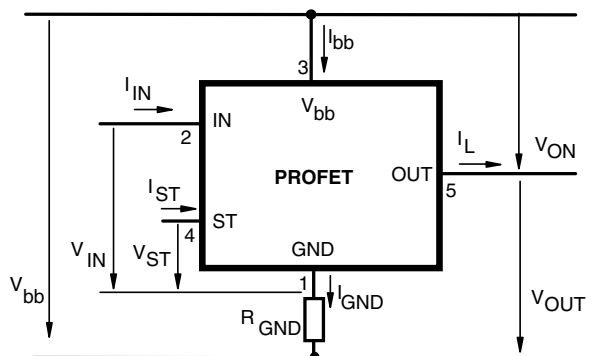 I bb
3
V bb
I IN
IN
2
I L
V ON
PROFET
OUT
5
I ST
ST
4
V IN
V ST
GND
V bb
1
I GND
V OUT
R GND